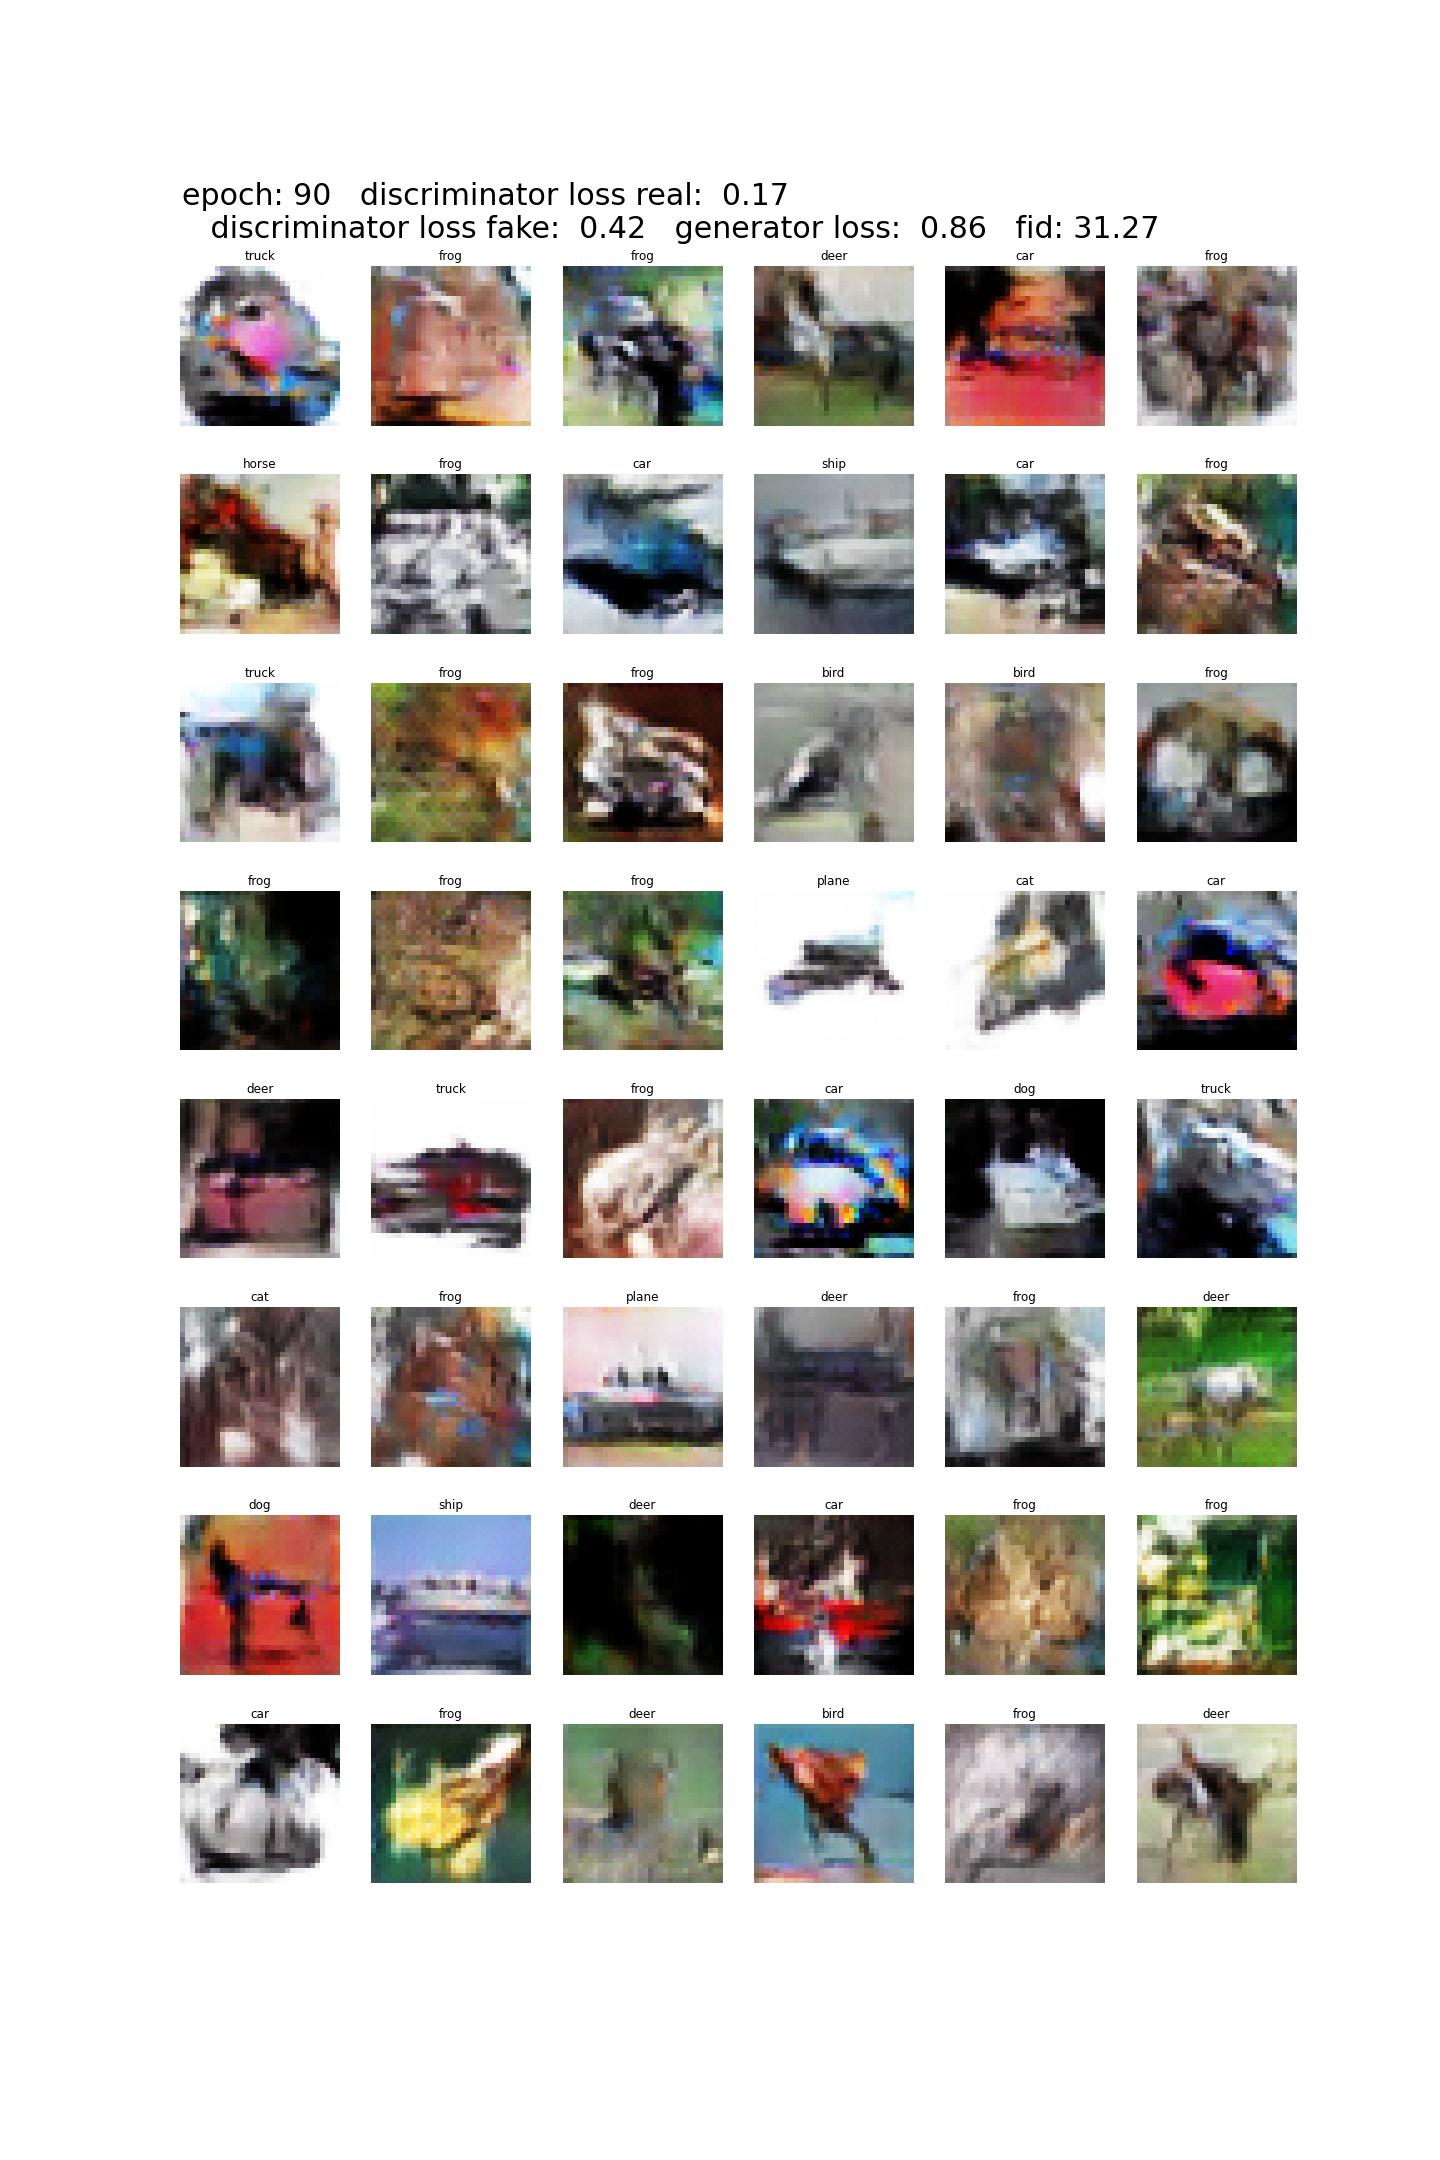 epoch: 90   discriminator loss real:  0.17
discriminator loss fake:  0.42   generator loss:  0.86   fid: 31.27
truck frog frog deer car frog
horse frog car ship car frog
truck frog frog bird bird frog
frog frog frog plane cat car
deer truck frog car dog truck
cat frog plane deer frog deer
dog ship deer car frog frog
car frog deer bird frog deer